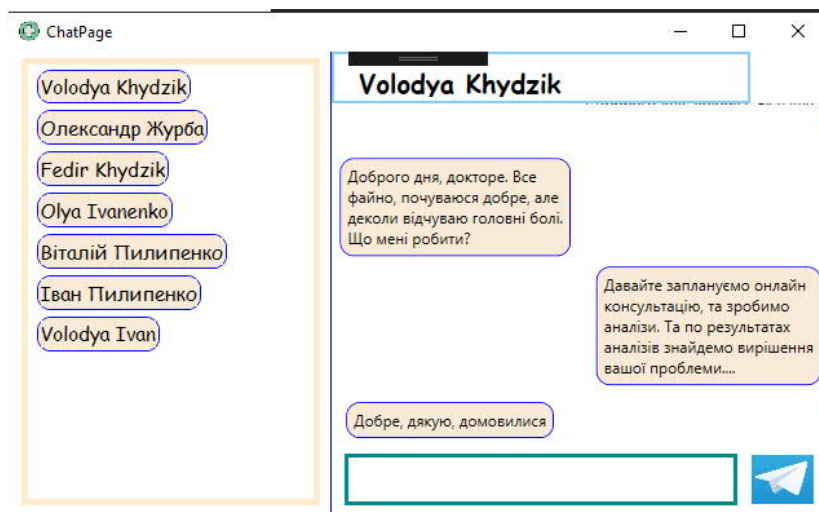 ChatPage
Volodya Khydzik
Олександр Журба
Fedir Khydzik
Olya Ivanenko
Віталій Пилипенко
Іван Пилипенко
Volodya Ivan
Volodya Khydzik
Доброго дня, докторе. Все
файно, почуваюся добре, але
деколи відчуваю головні болі.
Що мені робити?
Давайте заплануємо онлайн
консультацію, та зробимо
аналізи. Та по результатах
аналізів знайдемо вирішення
вашої проблеми....
Добре, дякую, домовилися